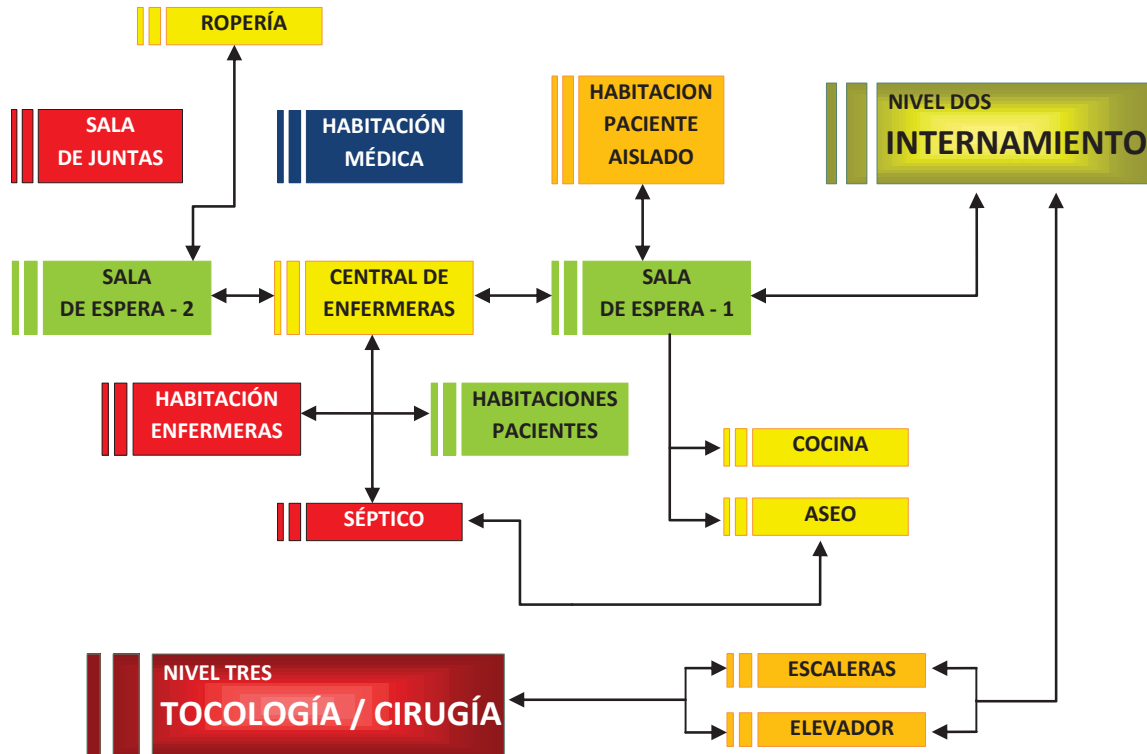 ROPERÍA
SALA
DE JUNTAS
HABITACIÓN
MÉDICA
HABITACION
PACIENTE
AISLADO
NIVEL DOS
INTERNAMIENTO
SALA
DE ESPERA - 2
CENTRAL DE
ENFERMERAS
SALA
DE ESPERA - 1
HABITACIÓN
ENFERMERAS
HABITACIONES
PACIENTES
COCINA
SÉPTICO
ASEO
NIVEL TRES
TOCOLOGÍA / CIRUGÍA
ESCALERAS
ELEVADOR